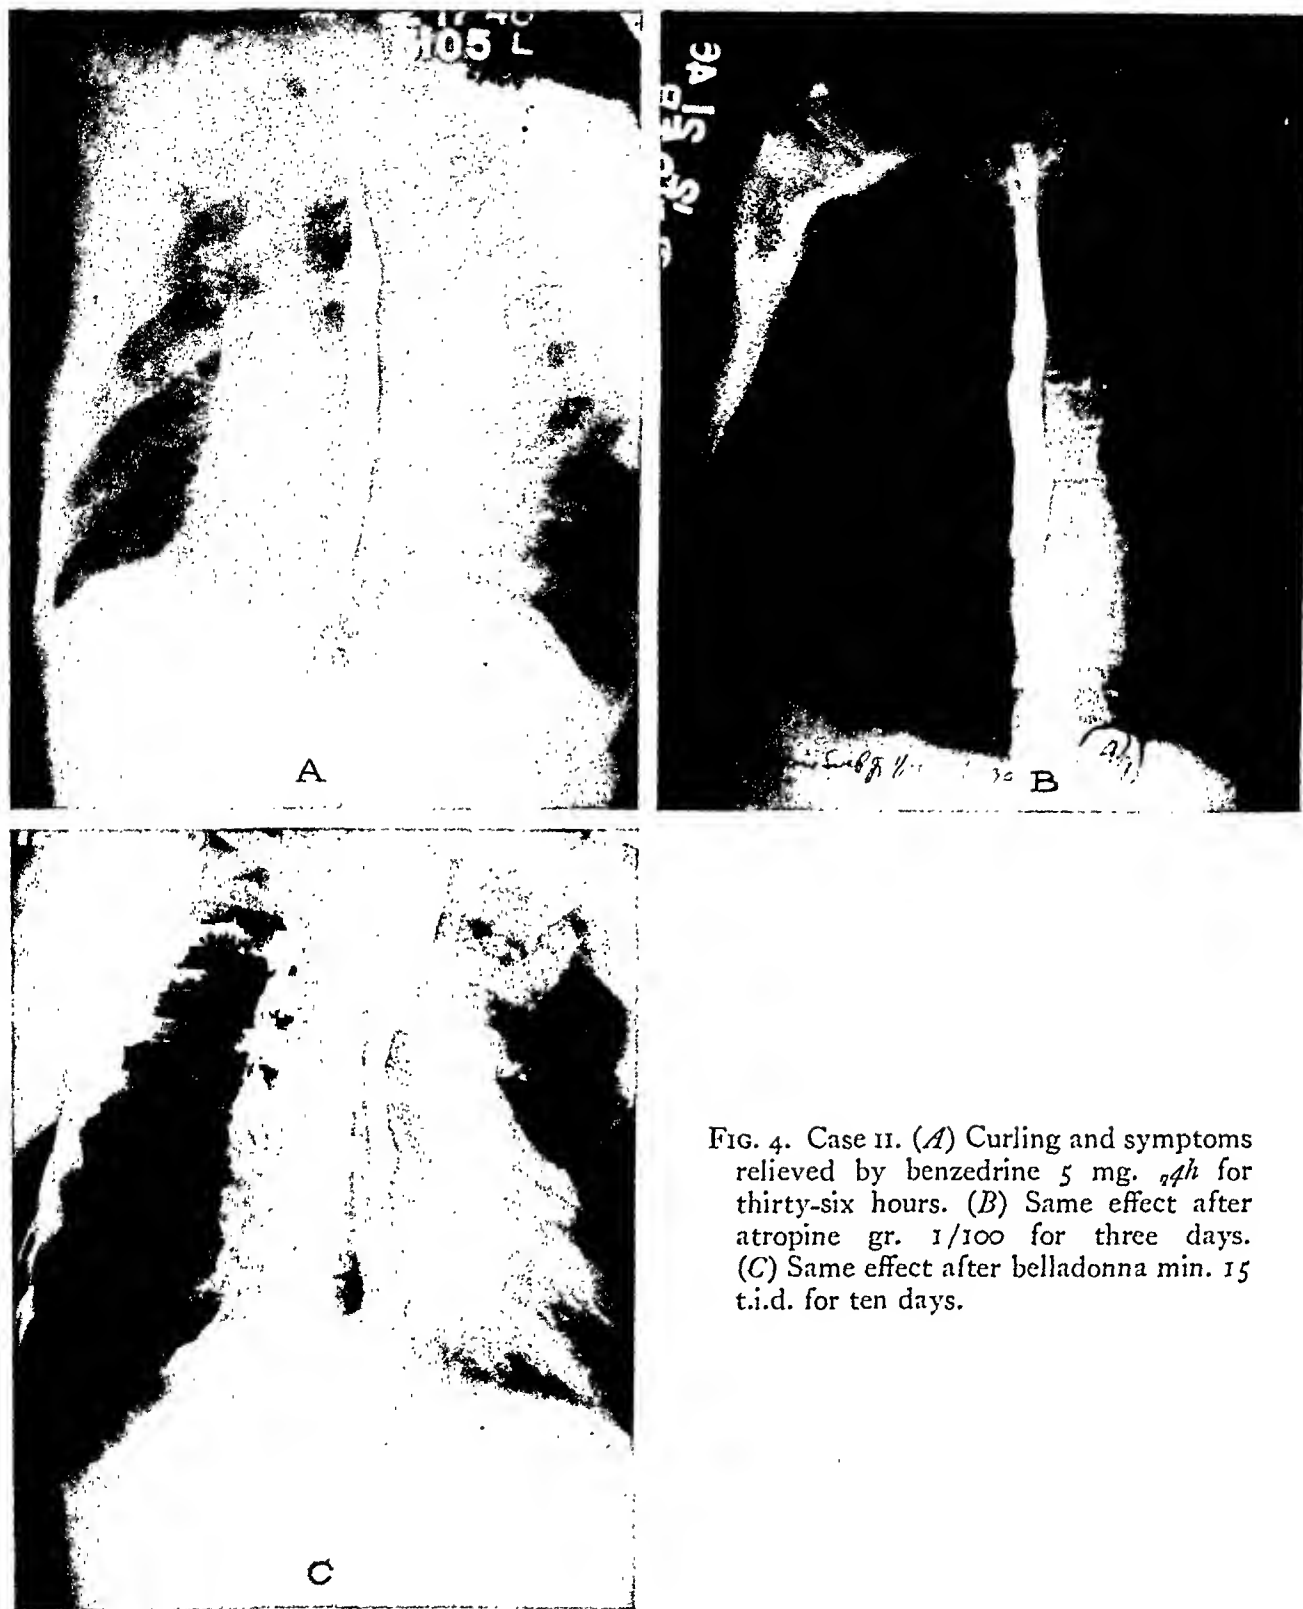 105 L
A
B
C
FIG. 4. Case II. (A) Curling and symptoms
relieved by benzedrine 5 mg. q4h for
thirty-six hours. (B) Same effect after
atropine gr. 1/100 for three days.
(C) Same effect after belladonna min. 15
t.i.d. for ten days.